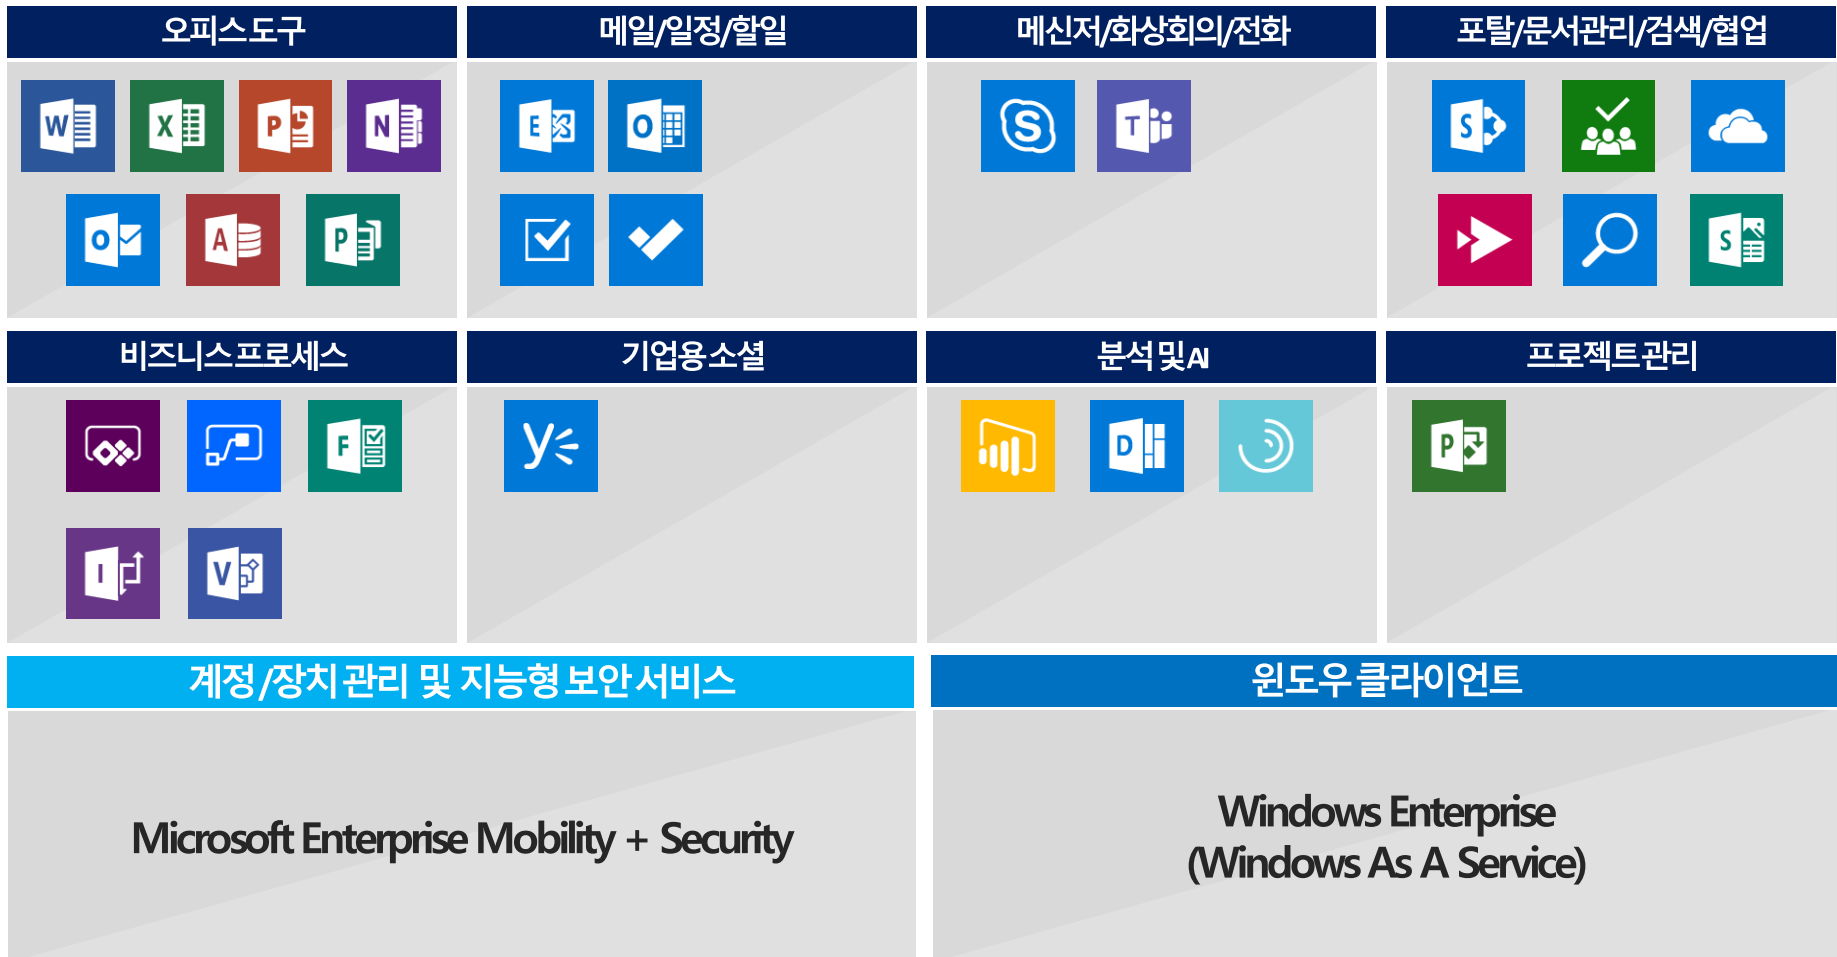 오피스 도구
메일/일정/할일
메신저/화상회의/전화
포탈/문서관리/검색/협업
W
X
P
N
E
O
S
T
S
O
A
P
S
비즈니스 프로세스
기업용 소셜
분석 및 AI
프로젝트 관리
F
y
D
P
I
V
계정/장치 관리 및 지능형 보안 서비스
윈도우 클라이언트
Microsoft Enterprise Mobility + Security
Windows Enterprise
(Windows As A Service)